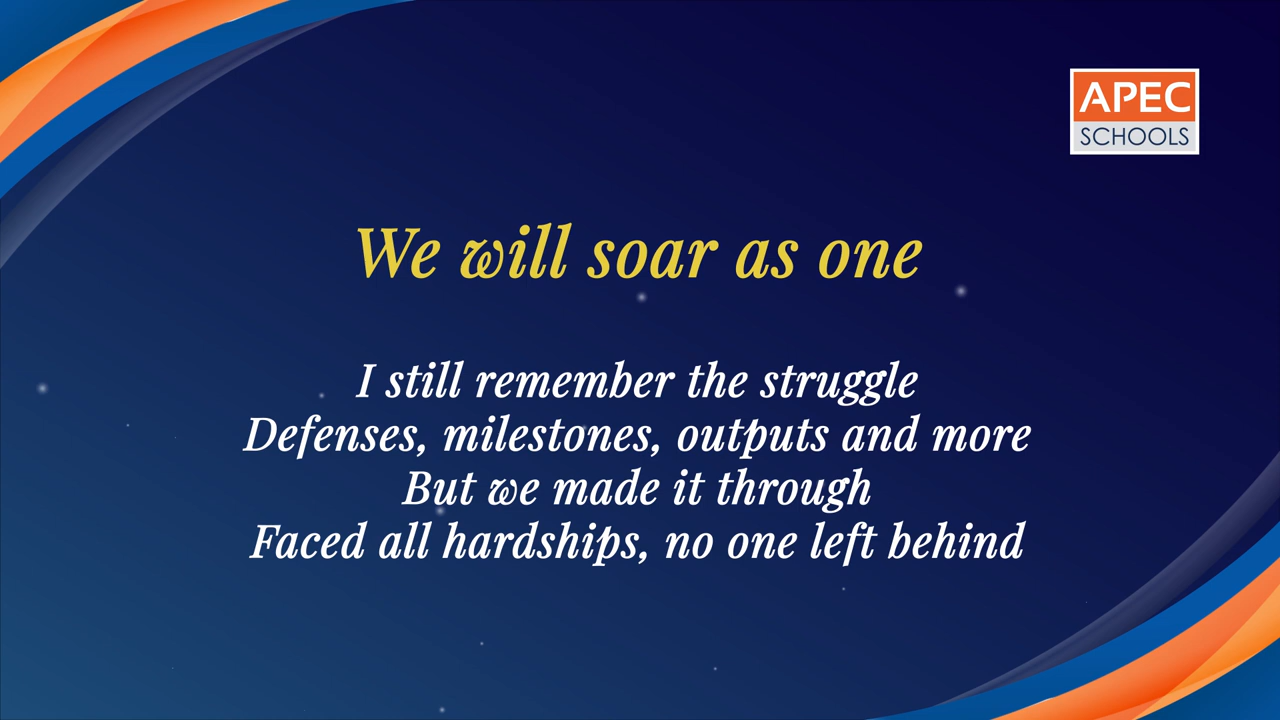 APEC
SCHOOLS
We will soar as one
I still remember the struggle
Defenses, milestones, outputs and more
But we made it through
Faced all hardships, no one left behind